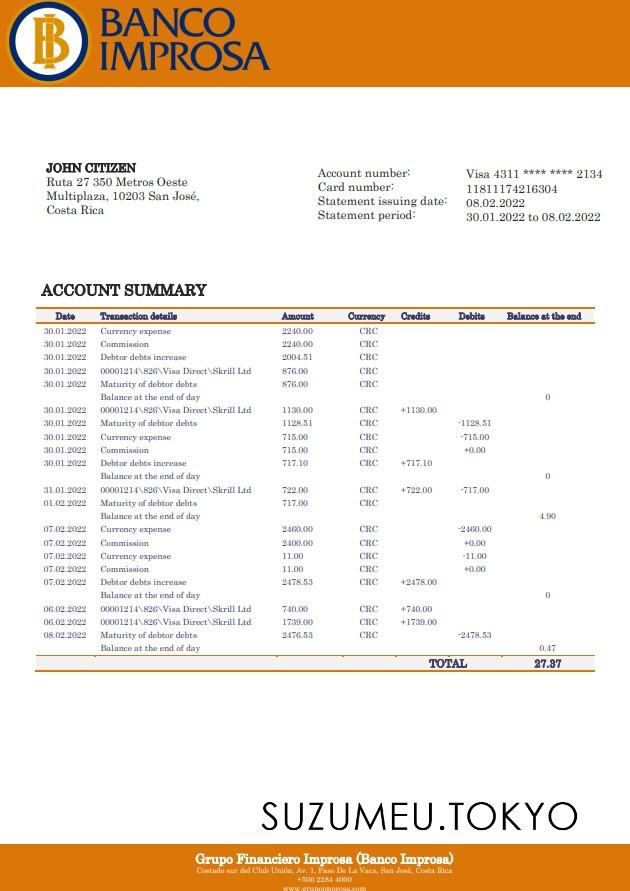 BANCO
IMPROSA
JOHN CITIZEN
Ruta 27 350 Metros Oeste
Multiplaza, 10203 San José,
Costa Rica
Account number: Visa 4311 **** **** 2134
Card number: 11811174216304
Statement issuing date: 08.02.2022
Statement period: 30.01.2022 to 08.02.2022
ACCOUNT SUMMARY
Date Transaction details Amount Currency Credits Debits Balance at the end
30.01.2022 Currency expense 2240.00 CRC
30.01.2022 Commission 2240.00 CRC
30.01.2022 Debtor debts increase 2004.51 CRC
30.01.2022 00001214\826\Visa Direct\Skrill Ltd 876.00 CRC
30.01.2022 Maturity of debtor debts 876.00 CRC
Balance at the end of day 0
30.01.2022 00001214\826\Visa Direct\Skrill Ltd 1130.00 CRC +1130.00
30.01.2022 Maturity of debtor debts 1128.51 CRC -1128.51
30.01.2022 Currency expense 715.00 CRC -715.00
30.01.2022 Commission 715.00 CRC +0.00
30.01.2022 Debtor debts increase 717.10 CRC +717.10
Balance at the end of day 0
31.01.2022 00001214\826\Visa Direct\Skrill Ltd 722.00 CRC +722.00 -717.00
01.02.2022 Maturity of debtor debts 717.00 CRC
Balance at the end of day 4.90
07.02.2022 Currency expense 2460.00 CRC -2460.00
07.02.2022 Commission 2400.00 CRC +0.00
07.02.2022 Currency expense 11.00 CRC -11.00
07.02.2022 Commission 11.00 CRC +0.00
07.02.2022 Debtor debts increase 2478.53 CRC +2478.00
Balance at the end of day 0
06.02.2022 00001214\826\Visa Direct\Skrill Ltd 740.00 CRC +740.00
06.02.2022 00001214\826\Visa Direct\Skrill Ltd 1739.00 CRC +1739.00
08.02.2022 Maturity of debtor debts 2476.53 CRC -2478.53
Balance at the end of day 0.47
TOTAL 27.37
SUZUMEU.TOKYO
Grupo Financiero Improsa (Banco Improsa)
Costado sur del Club Unión, Av. 1, Paso De La Vaca, San José, Costa Rica
+506 2284 4000
www.grupoimprosa.com